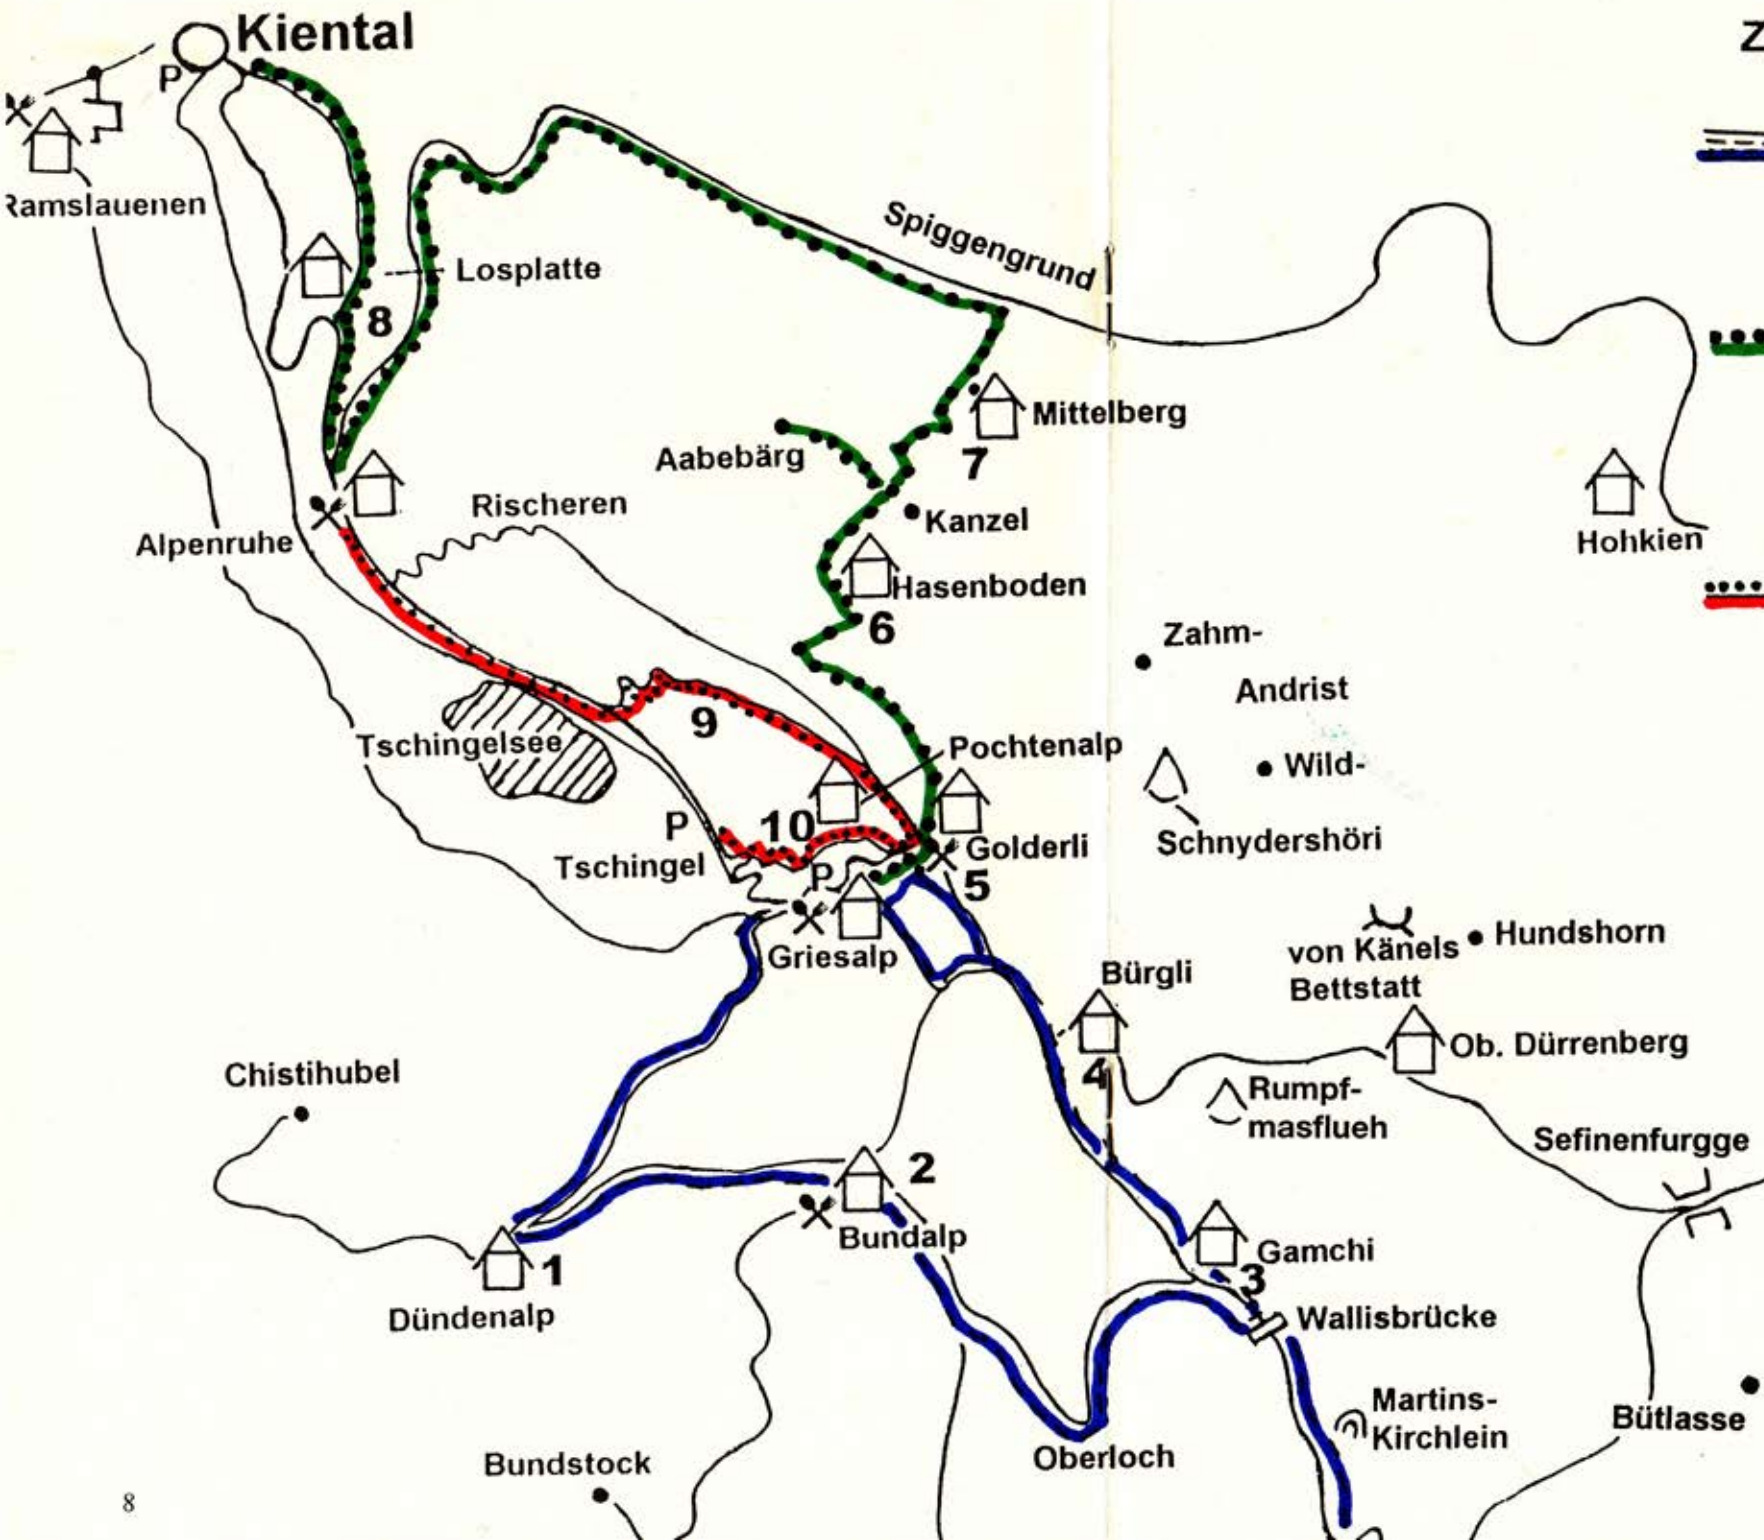 Kiental
Z
P
Ramslauenen
Spiggengrund
Losplatte
8
Mittelberg
Aabebärg
7
Rischeren
Kanzel
Alpenruhe
Hohkien
Hasenboden
6
Zahm-
Andrist
9
Tschingelsee
Pochtenalp
Wild-
P
10
Schnydershöri
Tschingel
Golderli
P
5
Griesalp
von Känels
Bettstatt
Hundshorn
Bürgli
Ob. Dürrenberg
Chistihubel
4
Rumpf-
masflueh
Sefinenfurgge
2
Bundalp
Gamchi
1
3
Dündenalp
Wallisbrücke
Martins-
Kirchlein
Bütlasse
Oberloch
Bundstock
8